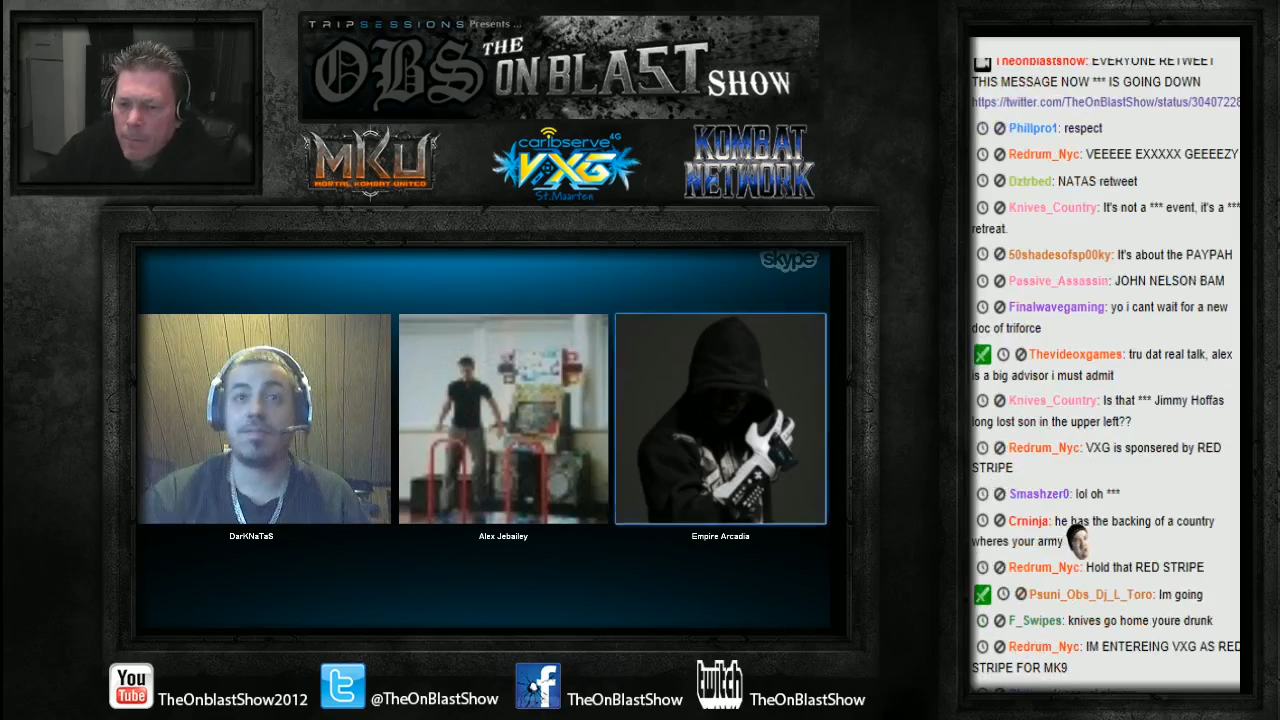 TRIPSESSIONS Presents ...
OBS THE ON BLAST SHOW
MKU
MORTAL KOMBAT UNITED
caribserve 4G
VXG
St.Maarten
KOMBAT
NETWORK
skype
DarKNaTaS
Alex Jebailey
Empire Arcadia
You
Tube
TheOnblastShow2012
@TheOnBlastShow
TheOnBlastShow
twitch
TheOnBlastShow
Theonblastshow: EVERYONE RETWEET
THIS MESSAGE NOW *** IS GOING DOWN
https://twitter.com/TheOnBlastShow/status/30407228
Phillpro1: respect
Redrum_Nyc: VEEEEE EXXXXX GEEEEZY
Dztrbed: NATAS retweet
Knives_Country: It's not a *** event, it's a ***
retreat.
50shadesofsp00ky: It's about the PAYPAH
Passive_Assassin: JOHN NELSON BAM
Finalwavegaming: yo i cant wait for a new
doc of triforce
Thevideoxgames: tru dat real talk, alex
is a big advisor i must admit
Knives_Country: Is that *** Jimmy Hoffas
long lost son in the upper left??
Redrum_Nyc: VXG is sponsered by RED
STRIPE
Smashzer0: lol oh ***
Crninja: he has the backing of a country
wheres your army
Redrum_Nyc: Hold that RED STRIPE
Psuni_Obs_Dj_L_Toro: Im going
F_Swipes: knives go home youre drunk
Redrum_Nyc: IM ENTEREING VXG AS RED
STRIPE FOR MK9